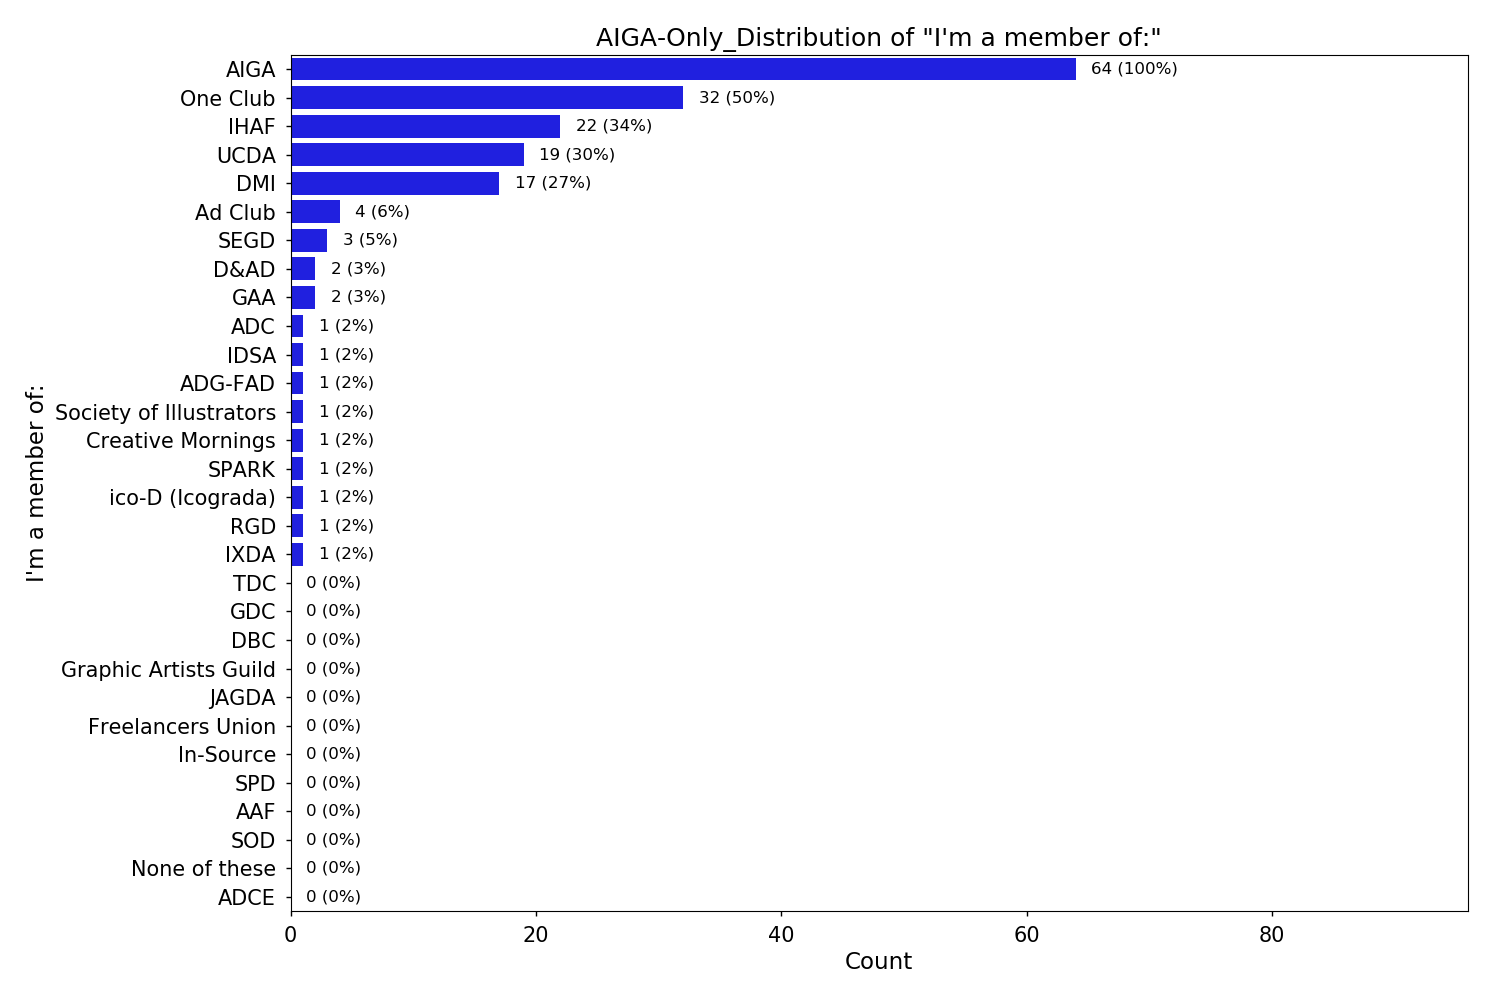 AIGA-Only_Distribution of "I'm a member of:"
AIGA 64 (100%)
One Club 32 (50%)
IHAF 22 (34%)
UCDA 19 (30%)
DMI 17 (27%)
Ad Club 4 (6%)
SEGD 3 (5%)
D&AD 2 (3%)
GAA 2 (3%)
ADC 1 (2%)
IDSA 1 (2%)
ADG-FAD 1 (2%)
Society of Illustrators 1 (2%)
Creative Mornings 1 (2%)
SPARK 1 (2%)
ico-D (Icograda) 1 (2%)
RGD 1 (2%)
IXDA 1 (2%)
TDC 0 (0%)
GDC 0 (0%)
DBC 0 (0%)
Graphic Artists Guild 0 (0%)
JAGDA 0 (0%)
Freelancers Union 0 (0%)
In-Source 0 (0%)
SPD 0 (0%)
AAF 0 (0%)
SOD 0 (0%)
None of these 0 (0%)
ADCE 0 (0%)
I'm a member of:
0 20 40 60 80
Count